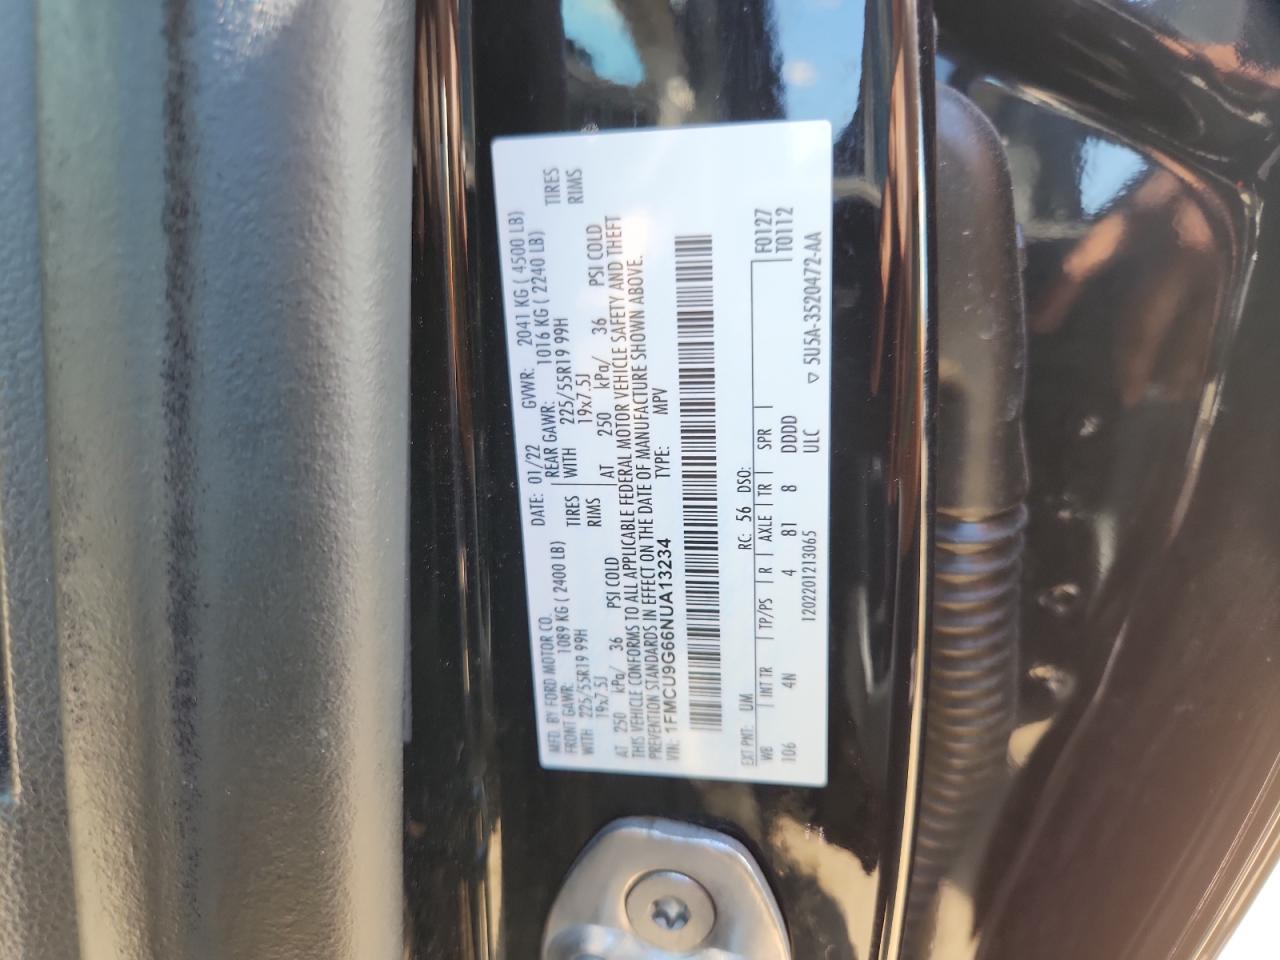 MFD. BY FORD MOTOR CO.
DATE: 01/22 GVWR: 2041 KG ( 4500 LB)
FRONT GAWR: 1089 KG ( 2400 LB) REAR GAWR: 1016 KG ( 2240 LB)
WITH 225/55R19 99H TIRES WITH 225/55R19 99H TIRES
19x7.5J RIMS 19x7.5J RIMS
AT 250 kPa/ 36 PSI COLD AT 250 kPa/ 36 PSI COLD
THIS VEHICLE CONFORMS TO ALL APPLICABLE FEDERAL MOTOR VEHICLE SAFETY AND THEFT
PREVENTION STANDARDS IN EFFECT ON THE DATE OF MANUFACTURE SHOWN ABOVE.
VIN: 1FMCU9G66NUA13234 TYPE: MPV
EXT PNT: UM RC: 56 DSO: F0127
WB INT TR TP/PS R AXLE TR SPR T0112
106 4N 4 81 8 DDDD
1202201213065 ULC ▽ 5U5A-3520472-AA